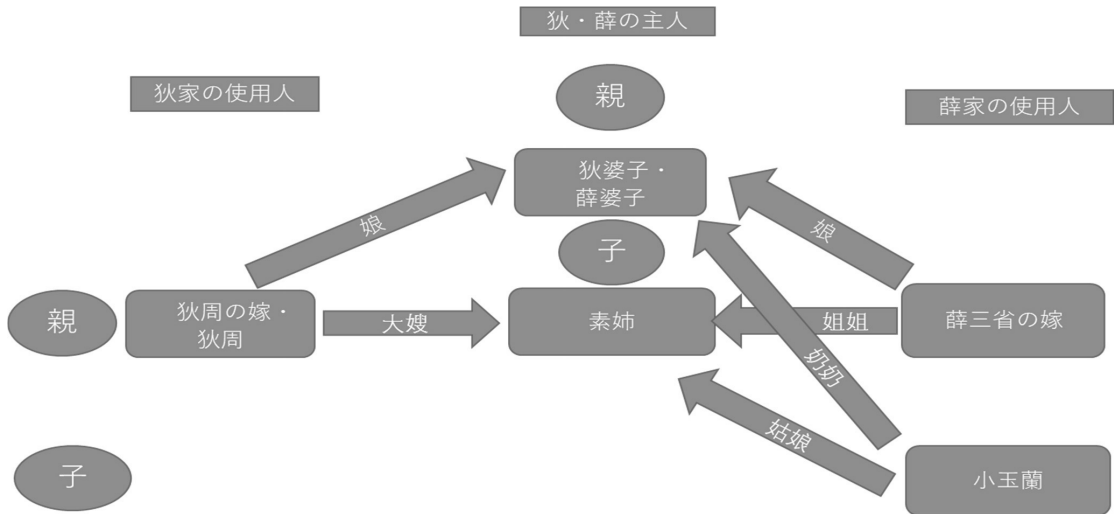 狄・薛の主人
狄家の使用人
親
薛家の使用人
狄婆子・
薛婆子
娘
娘
子
親
狄周の嫁・
狄周
大嫂
素姉
姐姐
薛三省の嫁
奶奶
姑娘
子
小玉蘭